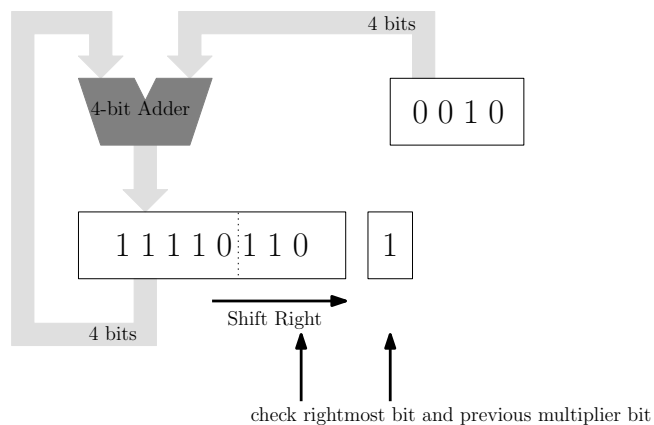 4 bits
4-bit Adder
0 0 1 0
1 1 1 1 0 1 1 0
1
4 bits
Shift Right
check rightmost bit and previous multiplier bit